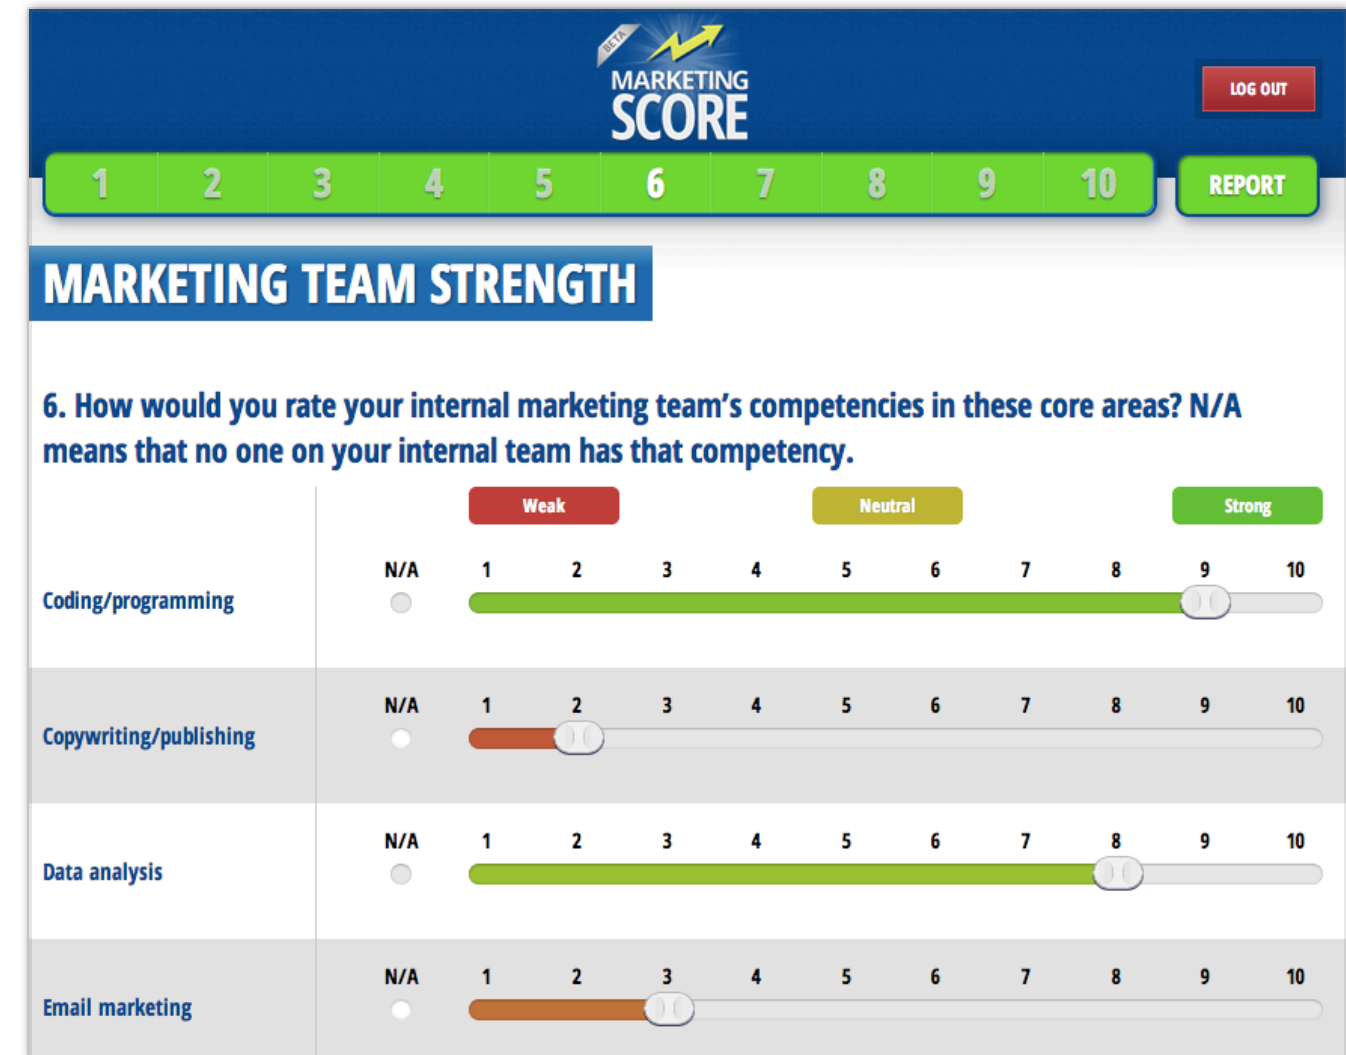 BETA
MARKETING
SCORE
LOG OUT
1 2 3 4 5 6 7 8 9 10 REPORT
MARKETING TEAM STRENGTH
6. How would you rate your internal marketing team’s competencies in these core areas? N/A
means that no one on your internal team has that competency.
Weak Neutral Strong
N/A 1 2 3 4 5 6 7 8 9 10
Coding/programming
N/A 1 2 3 4 5 6 7 8 9 10
Copywriting/publishing
N/A 1 2 3 4 5 6 7 8 9 10
Data analysis
N/A 1 2 3 4 5 6 7 8 9 10
Email marketing